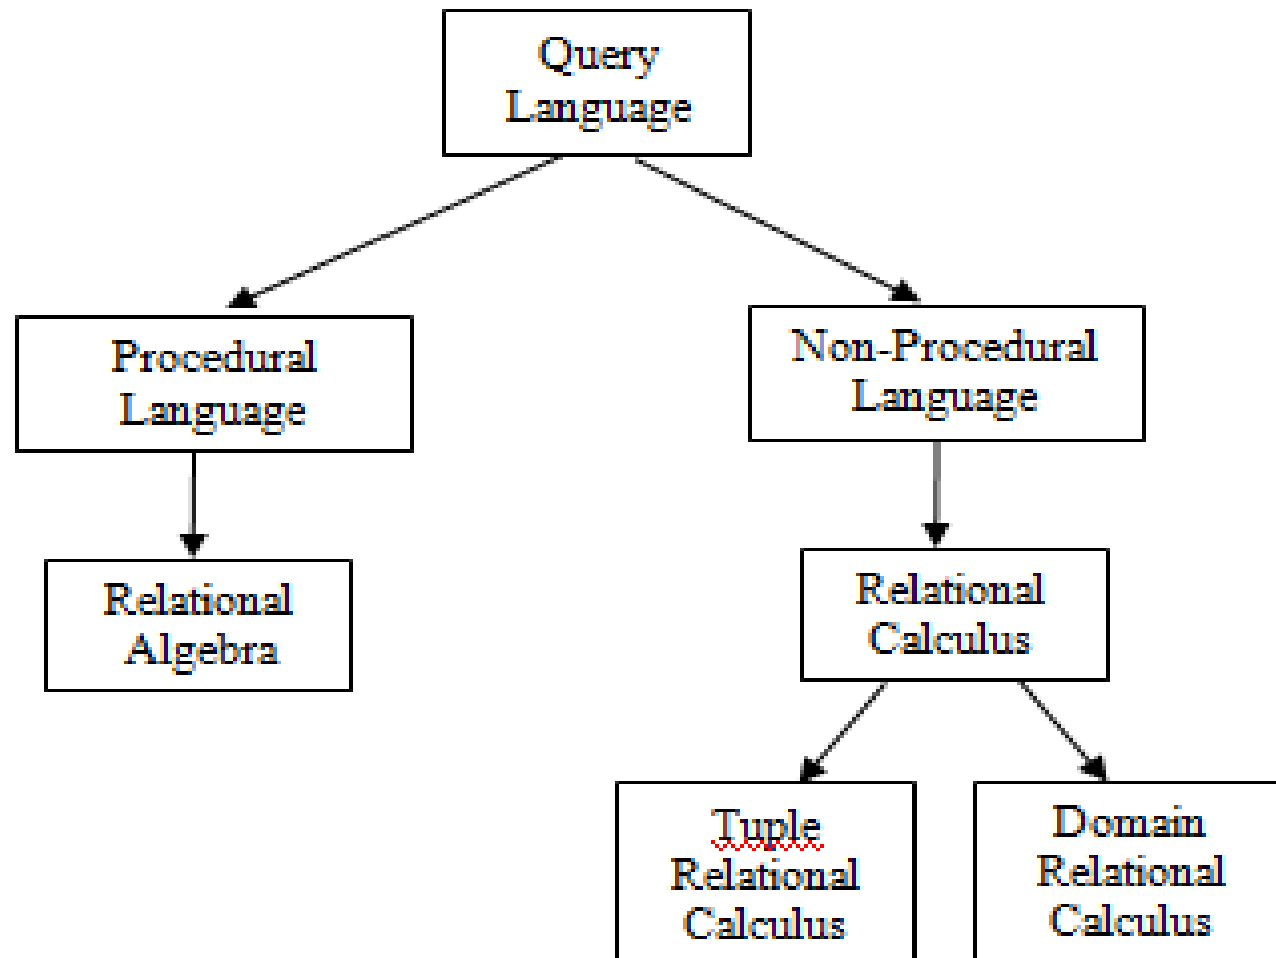 Query
Language
Procedural
Language
Non-Procedural
Language
Relational
Algebra
Relational
Calculus
Tuple
Relational
Calculus
Domain
Relational
Calculus